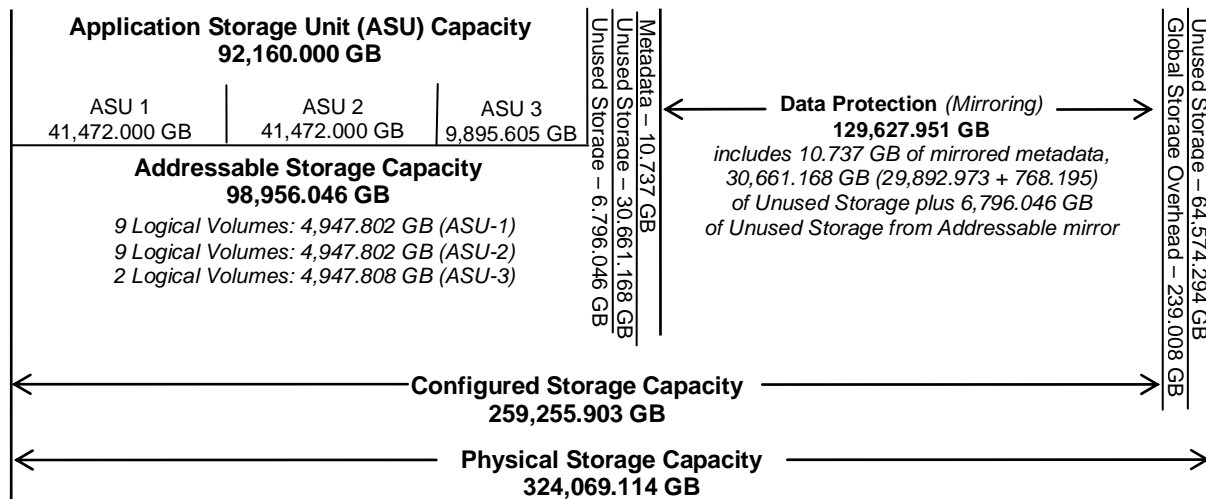 Application Storage Unit (ASU) Capacity
92,160.000 GB
ASU 1
41,472.000 GB
ASU 2
41,472.000 GB
ASU 3
9,895.605 GB
Addressable Storage Capacity
98,956.046 GB
9 Logical Volumes: 4,947.802 GB (ASU-1)
9 Logical Volumes: 4,947.802 GB (ASU-2)
2 Logical Volumes: 4,947.808 GB (ASU-3)
Unused Storage – 6.796.046 GB
Unused Storage – 30,661.168 GB
Metadata – 10.737 GB
Data Protection (Mirroring)
129,627.951 GB
includes 10.737 GB of mirrored metadata,
30,661.168 GB (29,892.973 + 768.195)
of Unused Storage plus 6,796.046 GB
of Unused Storage from Addressable mirror
Global Storage Overhead – 239.008 GB
Unused Storage – 64,574.294 GB
Configured Storage Capacity
259,255.903 GB
Physical Storage Capacity
324,069.114 GB